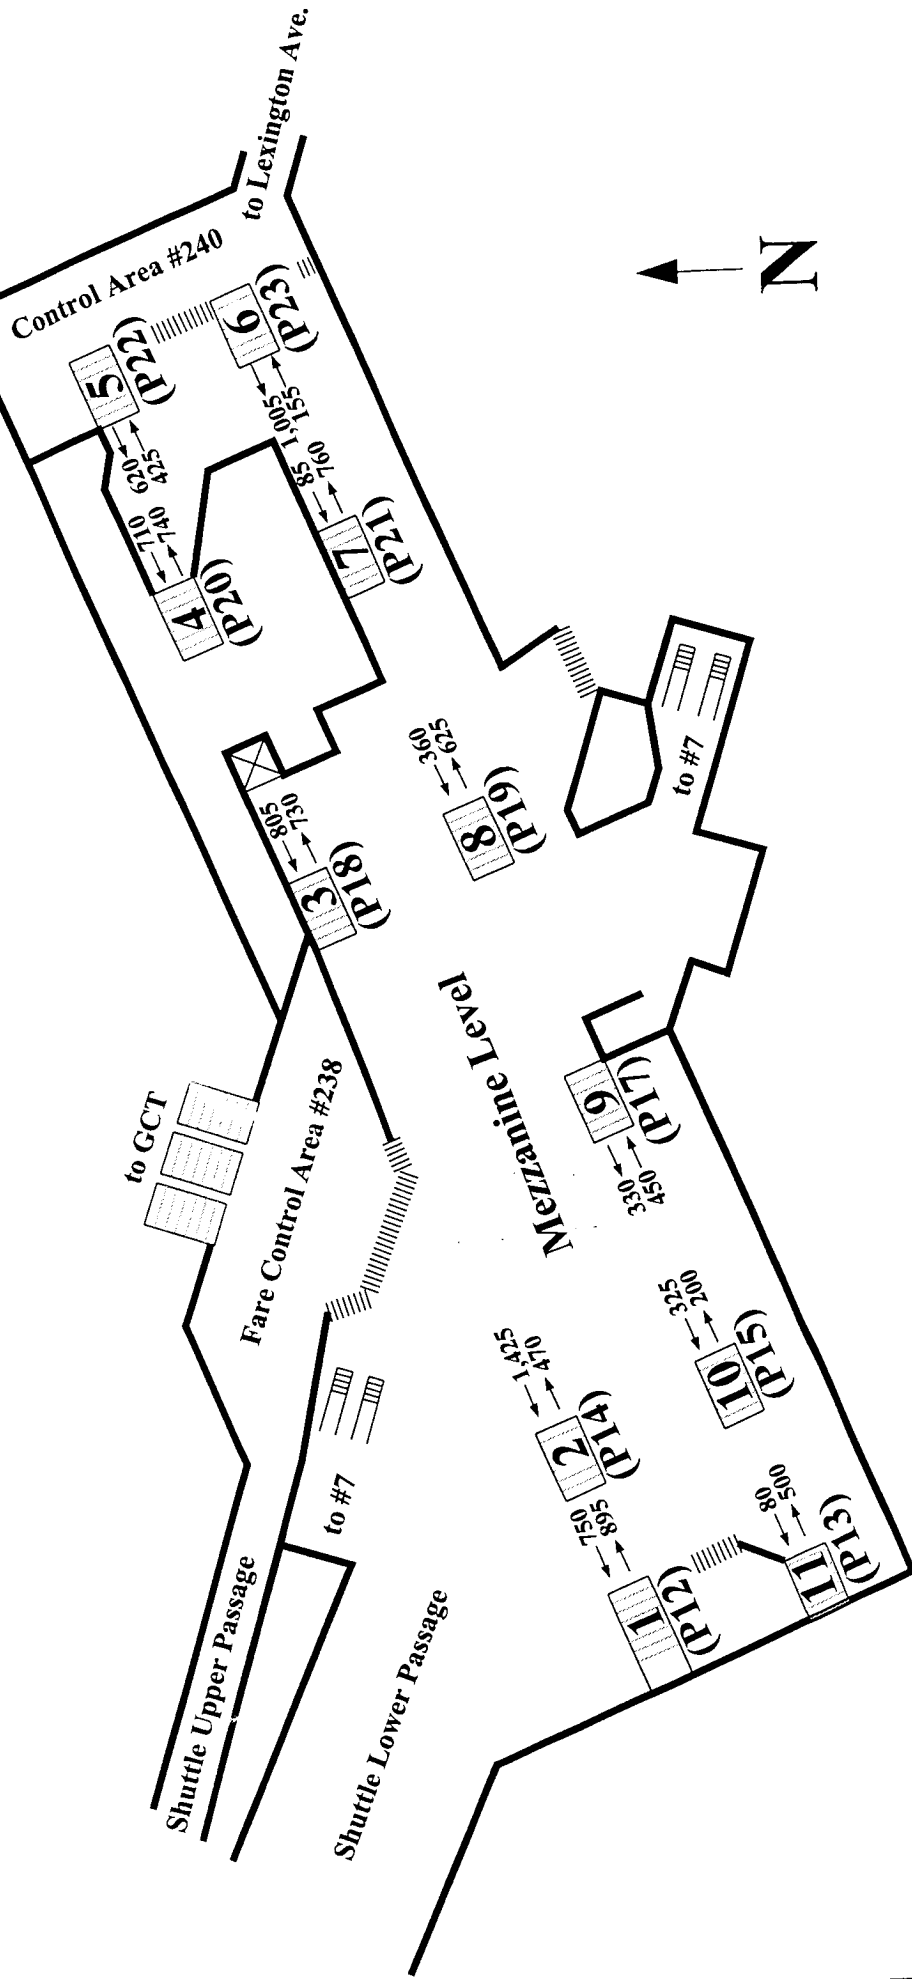 to Lexington Ave.
Control Area #240
5
(P22)
620
425
6
(P23)
1,005
155
710
740
4
(P20)
85
760
7
(P21)
N
805
730
3
(P18)
360
625
8
(P19)
to #7
to GCT
Fare Control Area #238
Mezzanine Level
9
(P17)
330
450
325
200
10
(P15)
1,425
470
2
(P14)
to #7
750
895
1
(P12)
80
500
11
(P13)
Shuttle Upper Passage
Shuttle Lower Passage